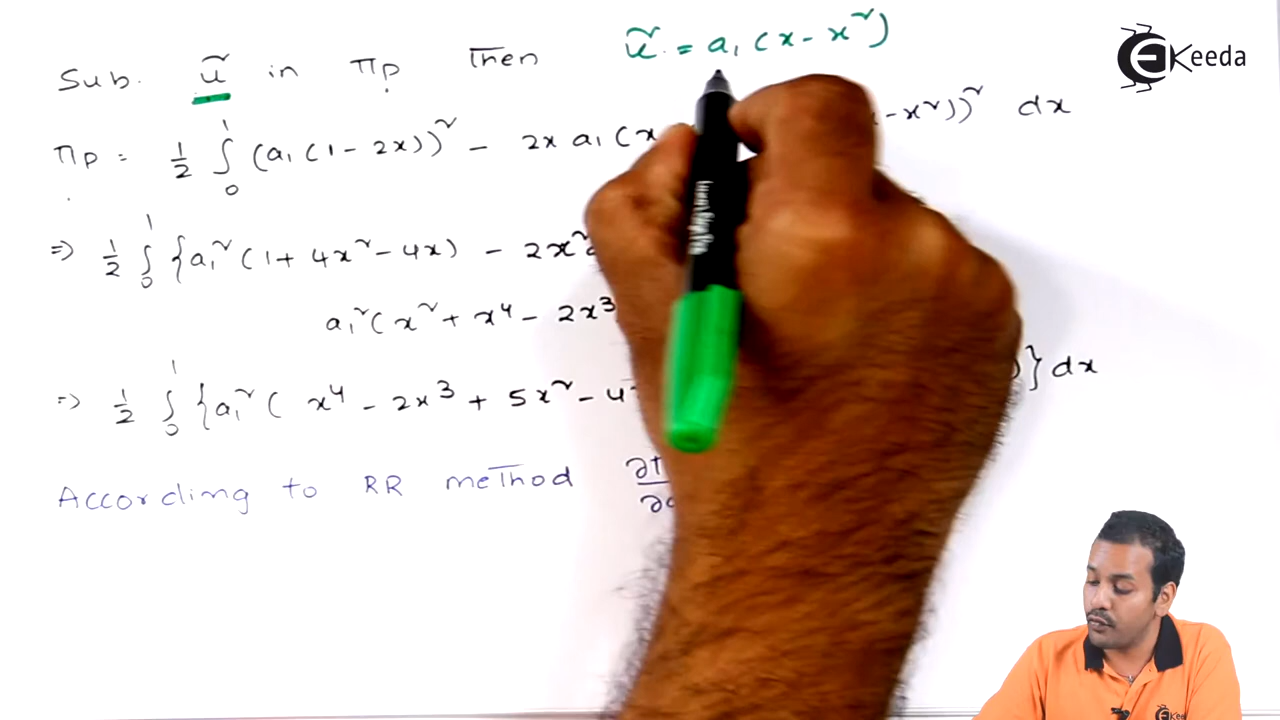 Sub. ũ in πp Then ũ = a₁ (x - x²)
EKeeda
πp = 1/2 ∫₀¹ (a₁ (1 - 2x))² - 2x a₁ (x - x²))² dx
=> 1/2 ∫₀¹ {a₁² (1 + 4x² - 4x) - 2x²
a₁² (x² + x⁴ - 2x³
=> 1/2 ∫₀¹ {a₁² ( x⁴ - 2x³ + 5x² - 4 } dx
According to RR method ∂
Keeda